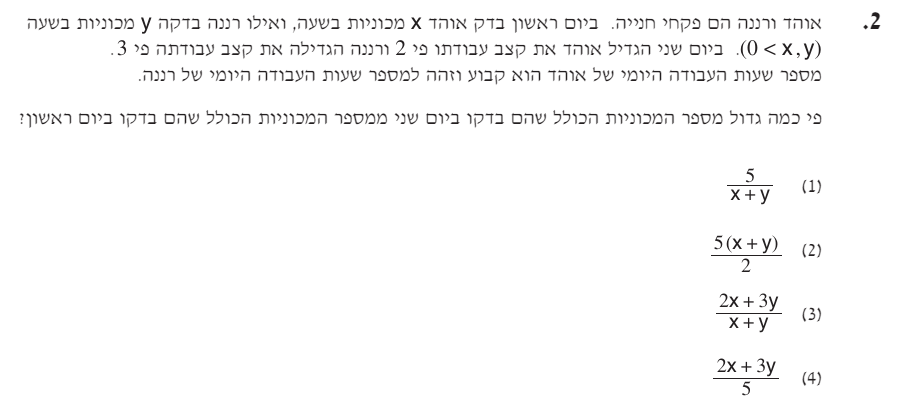 2. אוהד ורננה הם פקחי חנייה. ביום ראשון בדק אוהד x מכוניות בשעה, ואילו רננה בדקה y מכוניות בשעה
(0 < x, y). ביום שני הגדיל אוהד את קצב עבודתו פי 2 ורננה הגדילה את קצב עבודתה פי 3.
מספר שעות העבודה היומי של אוהד הוא קבוע וזהה למספר שעות העבודה היומי של רננה.
פי כמה גדול מספר המכוניות הכולל שהם בדקו ביום שני ממספר המכוניות הכולל שהם בדקו ביום ראשון?
(1) 5 / x + y
(2) 5(x + y) / 2
(3) 2x + 3y / x + y
(4) 2x + 3y / 5